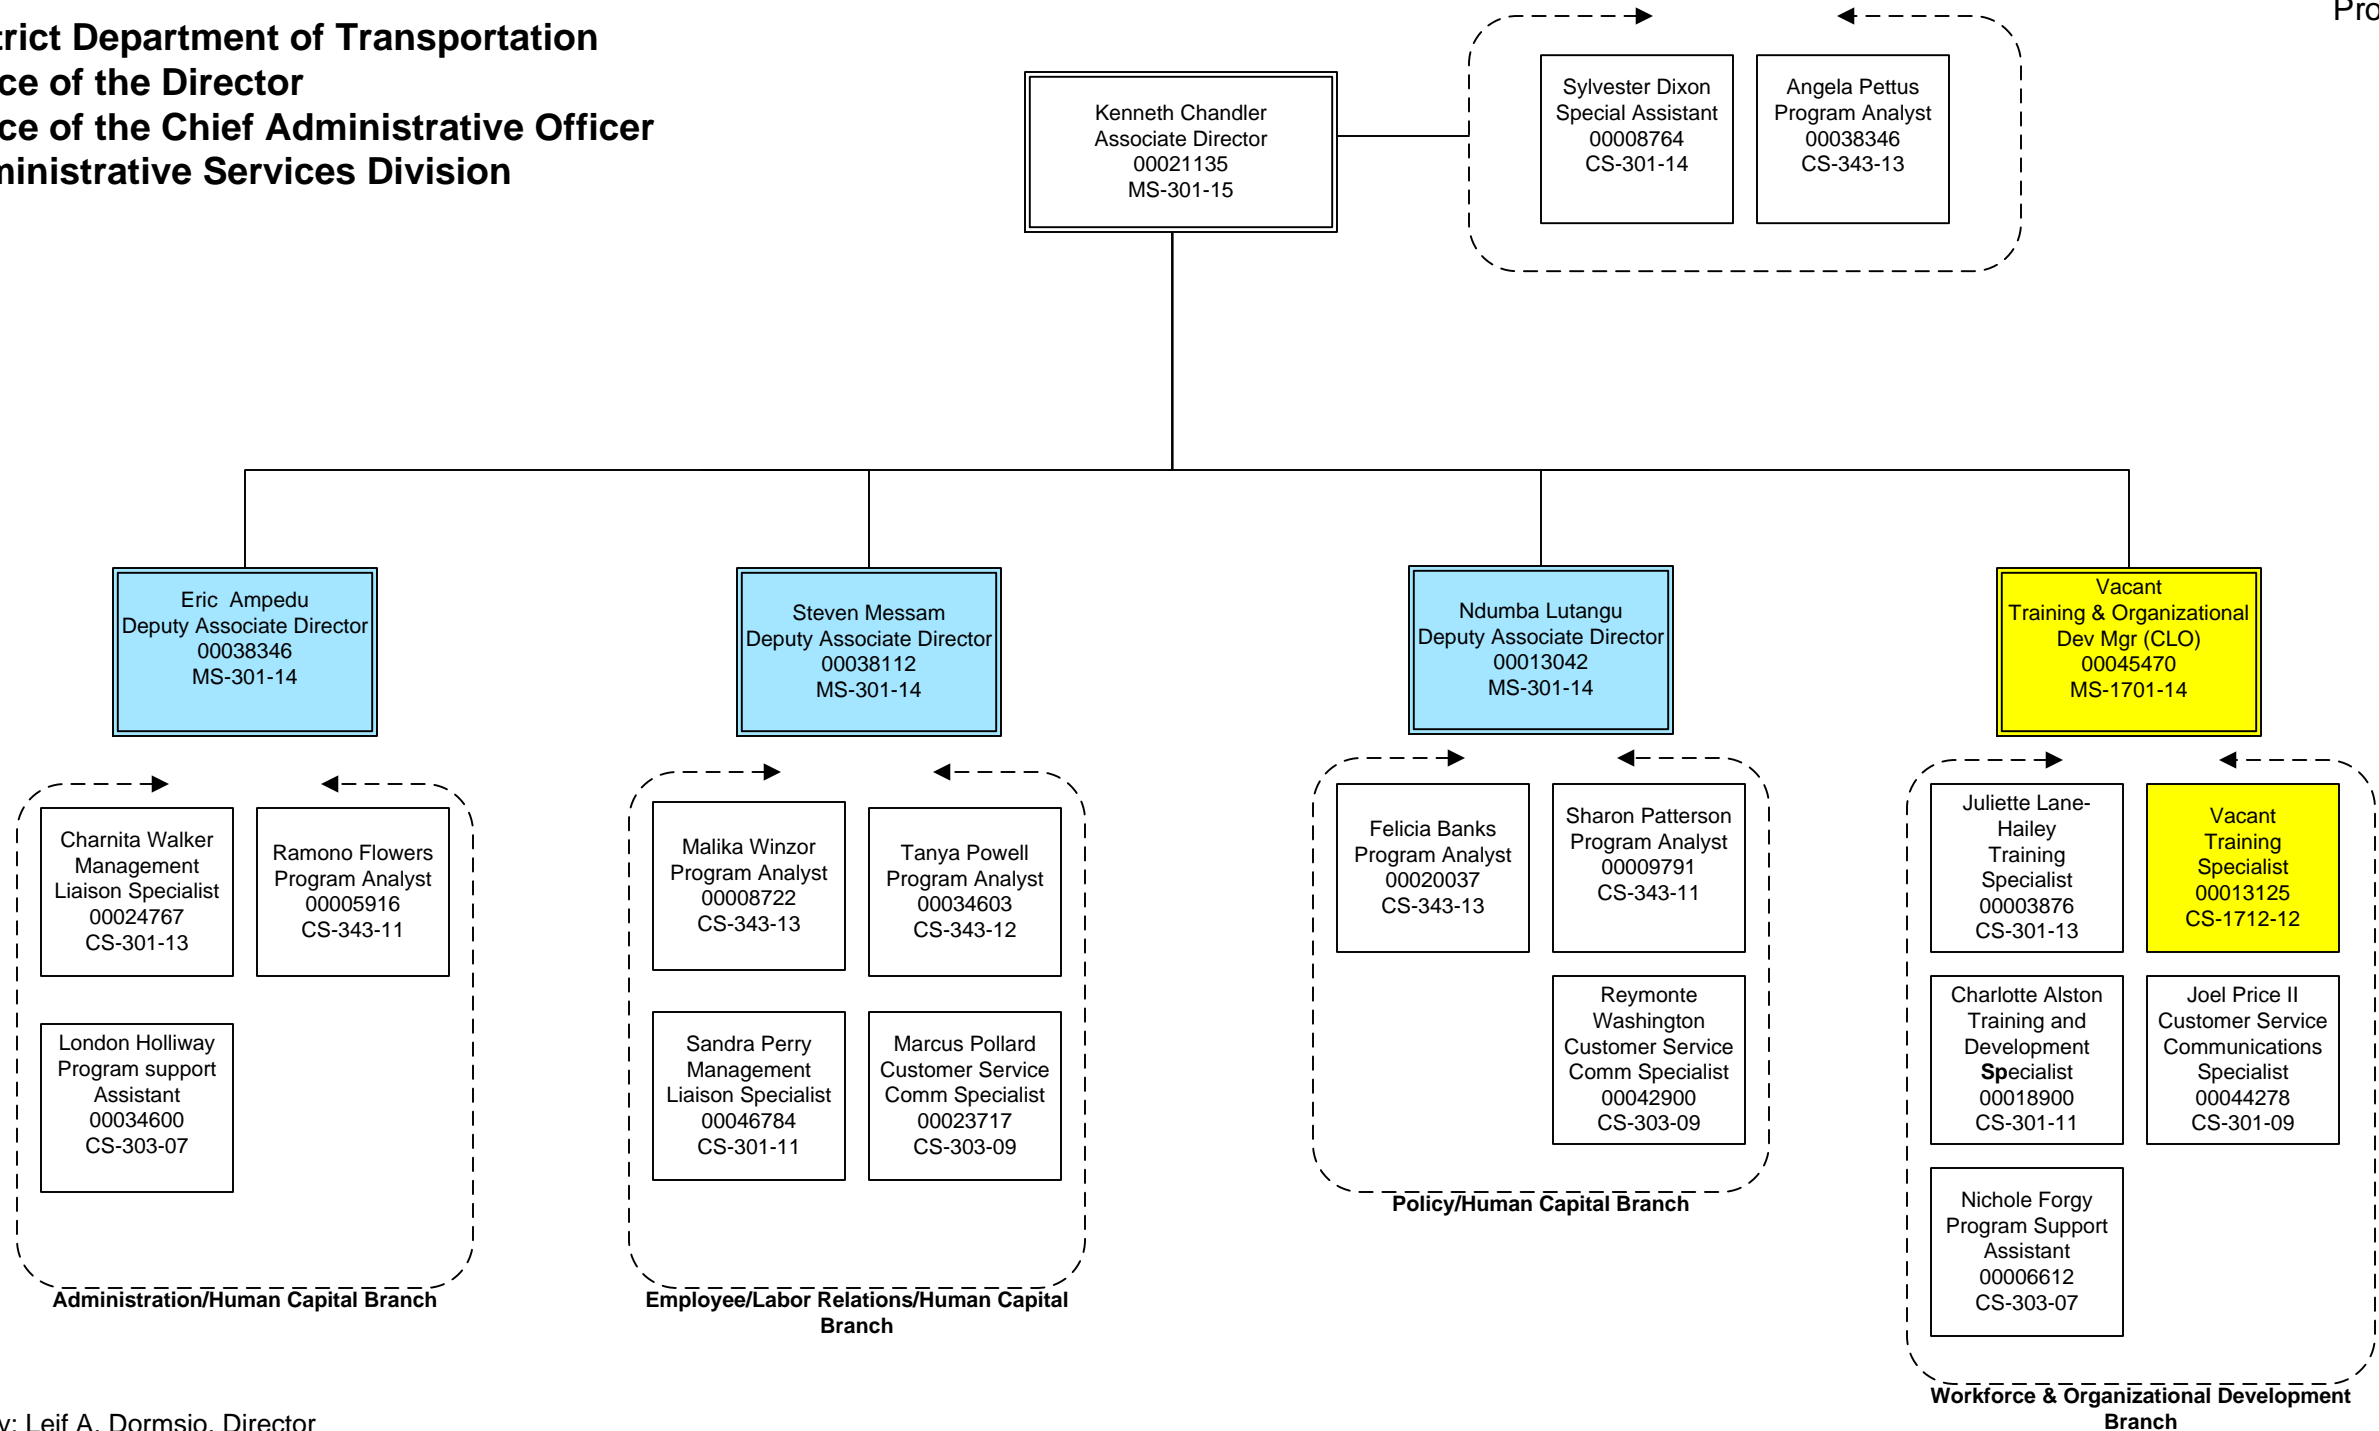 trict Department of Transportation
ce of the Director
ce of the Chief Administrative Officer
ministrative Services Division
Pro
Kenneth Chandler
Associate Director
00021135
MS-301-15
Sylvester Dixon
Special Assistant
00008764
CS-301-14
Angela Pettus
Program Analyst
00038346
CS-343-13
Eric Ampedu
Deputy Associate Director
00038346
MS-301-14
Steven Messam
Deputy Associate Director
00038112
MS-301-14
Ndumba Lutangu
Deputy Associate Director
00013042
MS-301-14
Vacant
Training & Organizational
Dev Mgr (CLO)
00045470
MS-1701-14
Charnita Walker
Management
Liaison Specialist
00024767
CS-301-13
Ramono Flowers
Program Analyst
00005916
CS-343-11
London Holliway
Program support
Assistant
00034600
CS-303-07
Administration/Human Capital Branch
Malika Winzor
Program Analyst
00008722
CS-343-13
Tanya Powell
Program Analyst
00034603
CS-343-12
Sandra Perry
Management
Liaison Specialist
00046784
CS-301-11
Marcus Pollard
Customer Service
Comm Specialist
00023717
CS-303-09
Employee/Labor Relations/Human Capital
Branch
Felicia Banks
Program Analyst
00020037
CS-343-13
Sharon Patterson
Program Analyst
00009791
CS-343-11
Reymonte
Washington
Customer Service
Comm Specialist
00042900
CS-303-09
Policy/Human Capital Branch
Juliette Lane-
Hailey
Training
Specialist
00003876
CS-301-13
Vacant
Training
Specialist
00013125
CS-1712-12
Charlotte Alston
Training and
Development
Specialist
00018900
CS-301-11
Joel Price II
Customer Service
Communications
Specialist
00044278
CS-301-09
Nichole Forgy
Program Support
Assistant
00006612
CS-303-07
Workforce & Organizational Development
Branch
y: Leif A. Dormsjo, Director